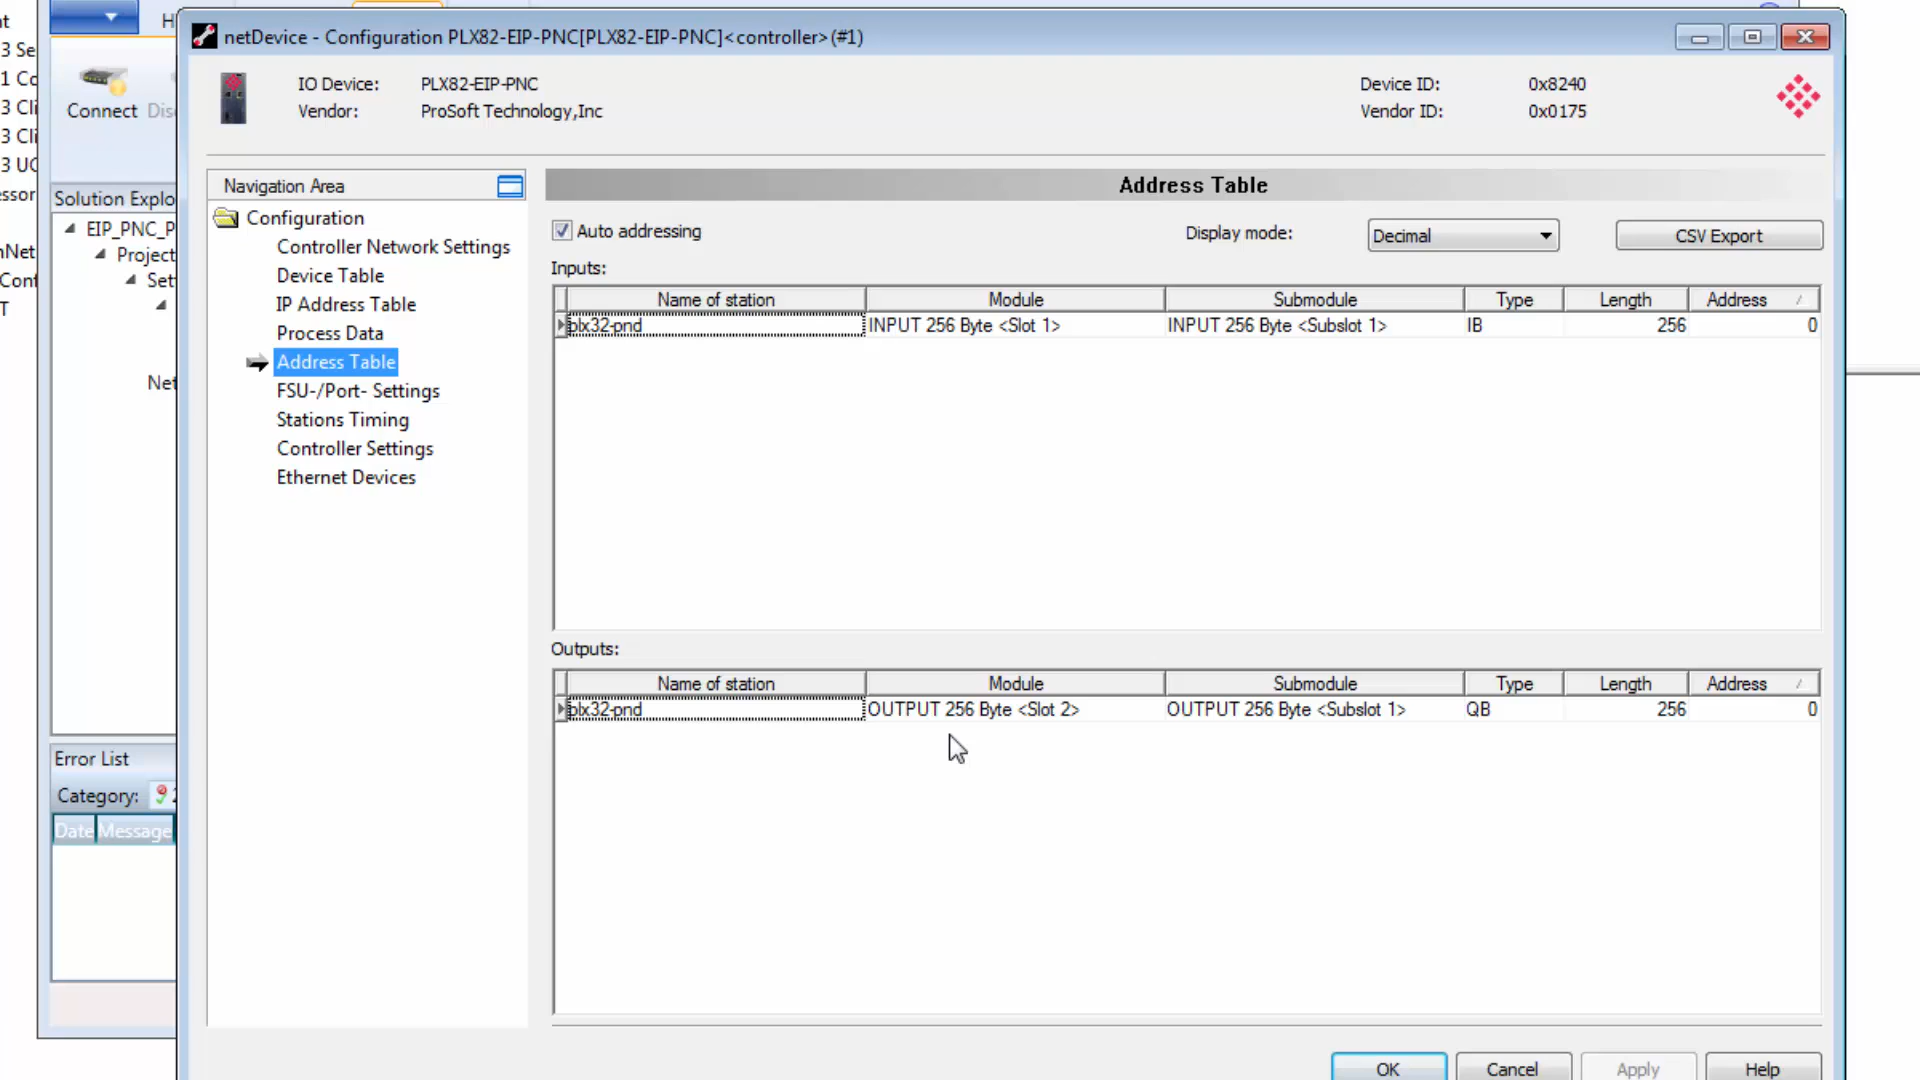 netDevice - Configuration PLX82-EIP-PNC[PLX82-EIP-PNC]<controller>(#1)
IO Device: PLX82-EIP-PNC
Vendor: ProSoft Technology,Inc
Device ID: 0x8240
Vendor ID: 0x0175
Connect
Solution Explo
EIP_PNC_P
Project
Set
Net
Error List
Category:
Date Message
Navigation Area
Configuration
Controller Network Settings
Device Table
IP Address Table
Process Data
Address Table
FSU-/Port- Settings
Stations Timing
Controller Settings
Ethernet Devices
Address Table
Auto addressing
Display mode: Decimal CSV Export
Inputs:
Name of station Module Submodule Type Length Address
plx32-pnd INPUT 256 Byte <Slot 1> INPUT 256 Byte <Subslot 1> IB 256 0
Outputs:
Name of station Module Submodule Type Length Address
plx32-pnd OUTPUT 256 Byte <Slot 2> OUTPUT 256 Byte <Subslot 1> QB 256 0
OK Cancel Apply Help